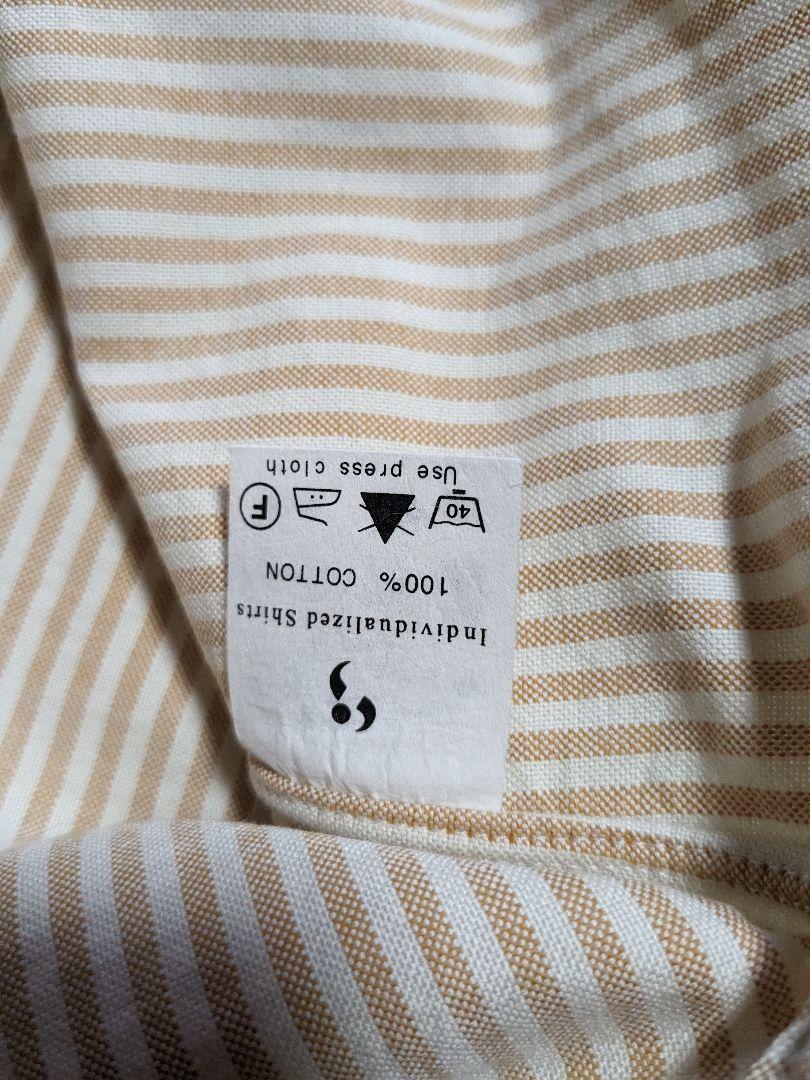 Individualized Shirts
100% COTTON
40 F
Use press cloth